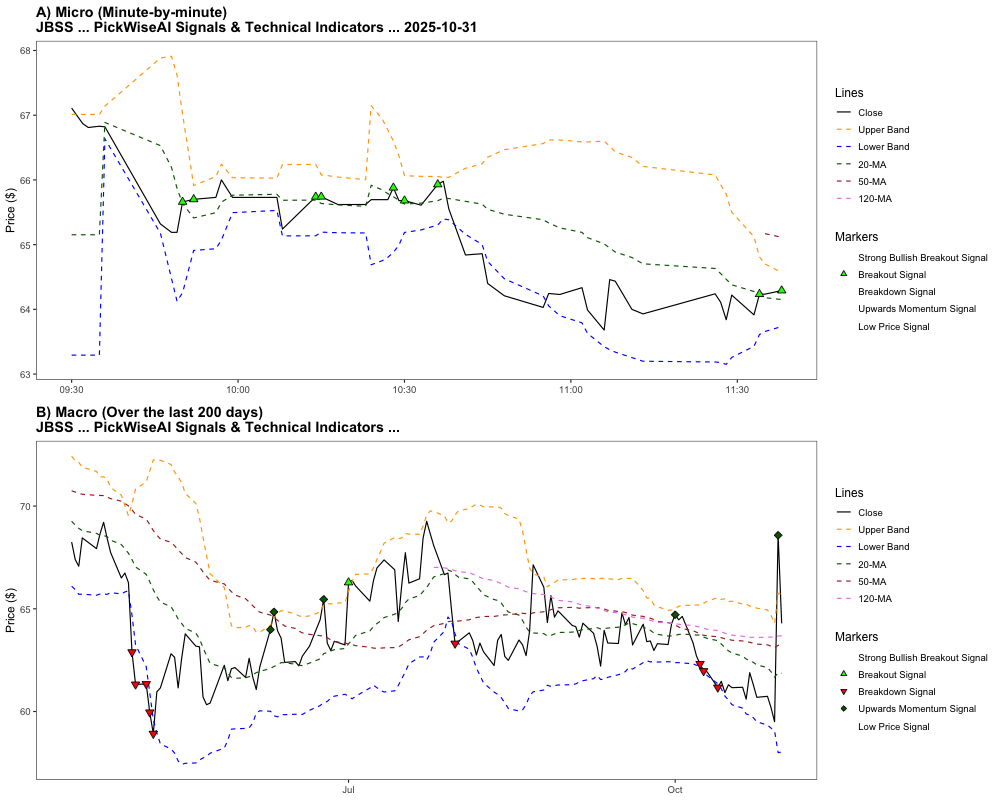 A) Micro (Minute-by-minute)
JBSS ... PickWiseAI Signals & Technical Indicators ... 2025-10-31
68
67
66
65
64
63
Price ($)
09:30
10:00
10:30
11:00
11:30
Lines
Close
Upper Band
Lower Band
20-MA
50-MA
120-MA
Markers
Strong Bullish Breakout Signal
Breakout Signal
Breakdown Signal
Upwards Momentum Signal
Low Price Signal
B) Macro (Over the last 200 days)
JBSS ... PickWiseAI Signals & Technical Indicators ...
70
65
60
Price ($)
Jul
Oct
Lines
Close
Upper Band
Lower Band
20-MA
50-MA
120-MA
Markers
Strong Bullish Breakout Signal
Breakout Signal
Breakdown Signal
Upwards Momentum Signal
Low Price Signal